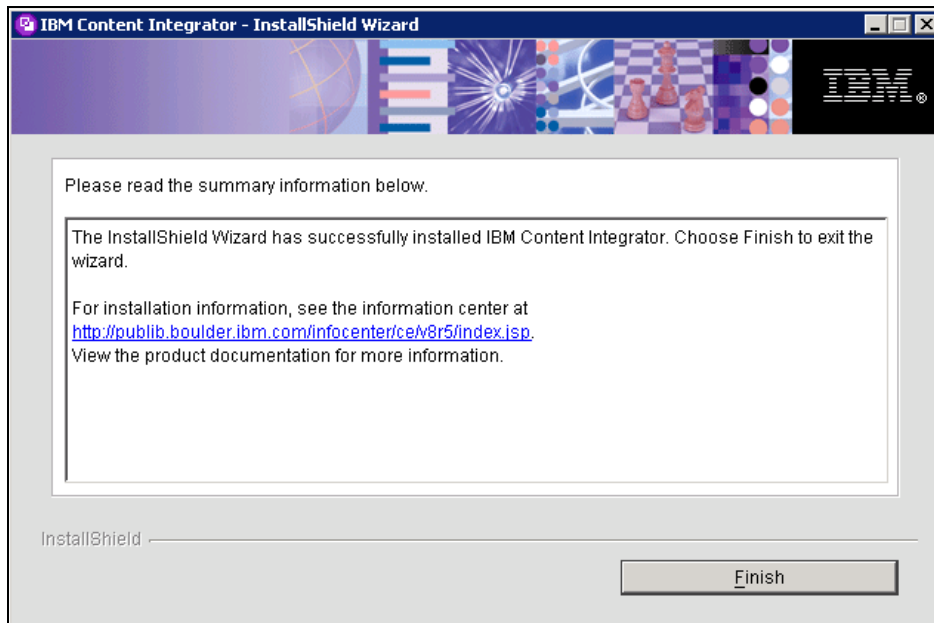 IBM Content Integrator - InstallShield Wizard
IBM®
Please read the summary information below.
The InstallShield Wizard has successfully installed IBM Content Integrator. Choose Finish to exit the
wizard.
For installation information, see the information center at
http://publib.boulder.ibm.com/infocenter/ce/v8r5/index.jsp.
View the product documentation for more information.
InstallShield
Finish